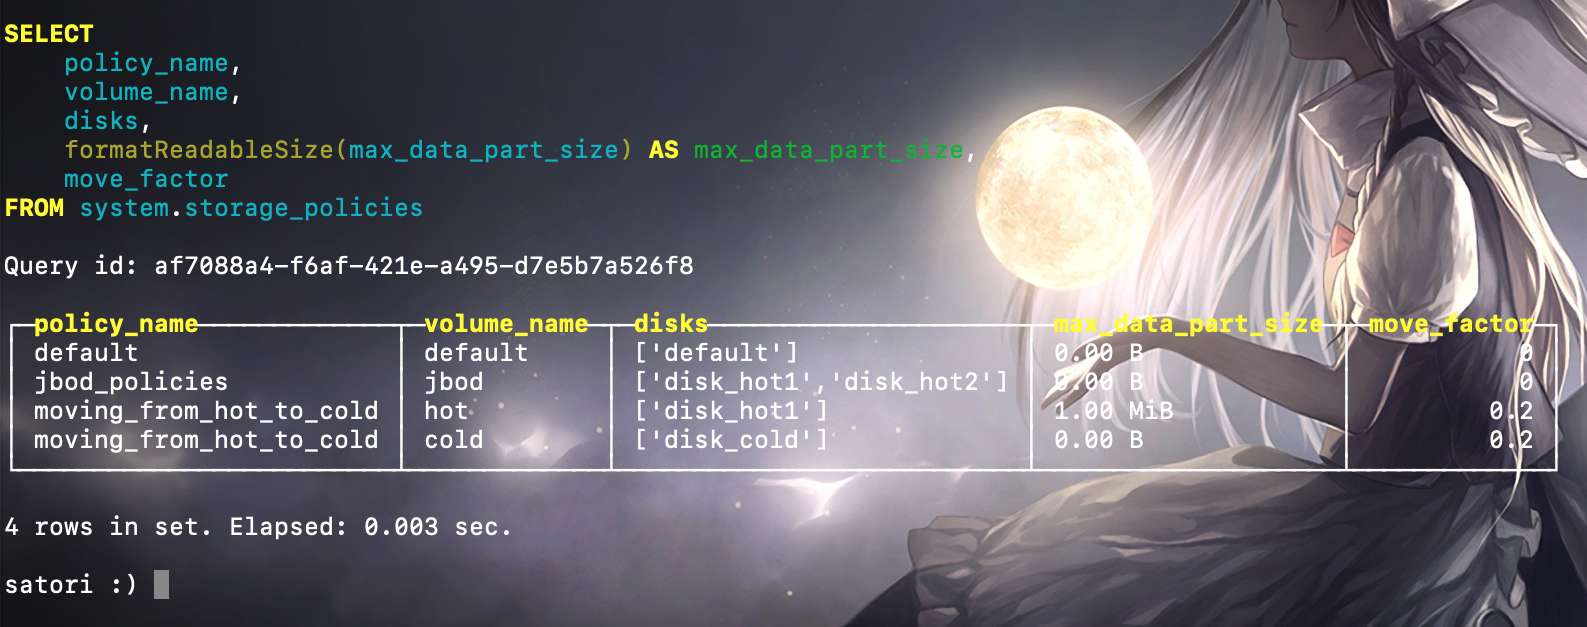 SELECT
    policy_name,
    volume_name,
    disks,
    formatReadableSize(max_data_part_size) AS max_data_part_size,
    move_factor
FROM system.storage_policies
Query id: af7088a4-f6af-421e-a495-d7e5b7a526f8
policy_name volume_name disks max_data_part_size move_factor
default default ['default'] 0.00 B 0
jbod_policies jbod ['disk_hot1','disk_hot2'] 0.00 B 0
moving_from_hot_to_cold hot ['disk_hot1'] 1.00 MiB 0.2
moving_from_hot_to_cold cold ['disk_cold'] 0.00 B 0.2
4 rows in set. Elapsed: 0.003 sec.
satori :)